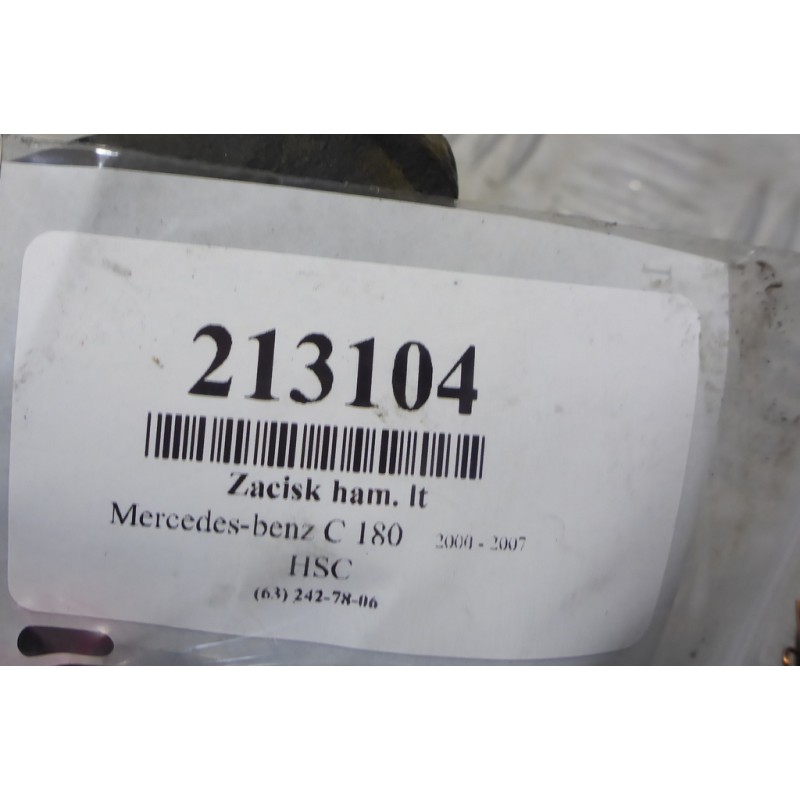 213104
Zacisk ham. lt
Mercedes-benz C 180 2000 - 2007
HSC
(63) 242-78-06